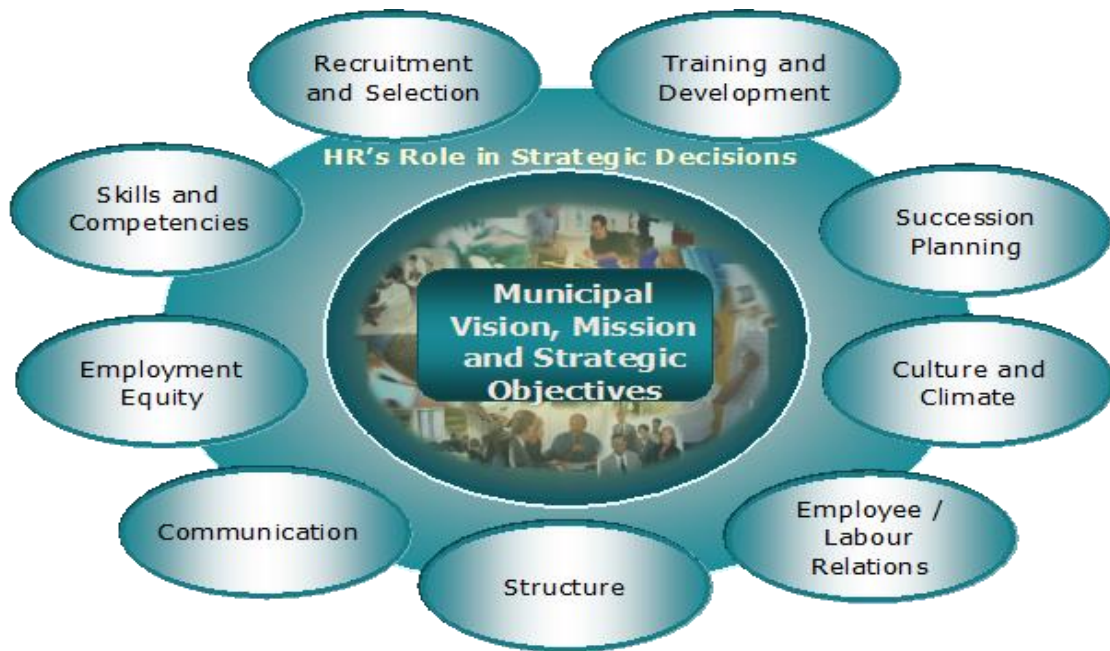 Recruitment
and Selection
Training and
Development
HR’s Role in Strategic Decisions
Skills and
Competencies
Succession
Planning
Municipal
Vision, Mission
and Strategic
Objectives
Employment
Equity
Culture and
Climate
Communication
Structure
Employee /
Labour
Relations